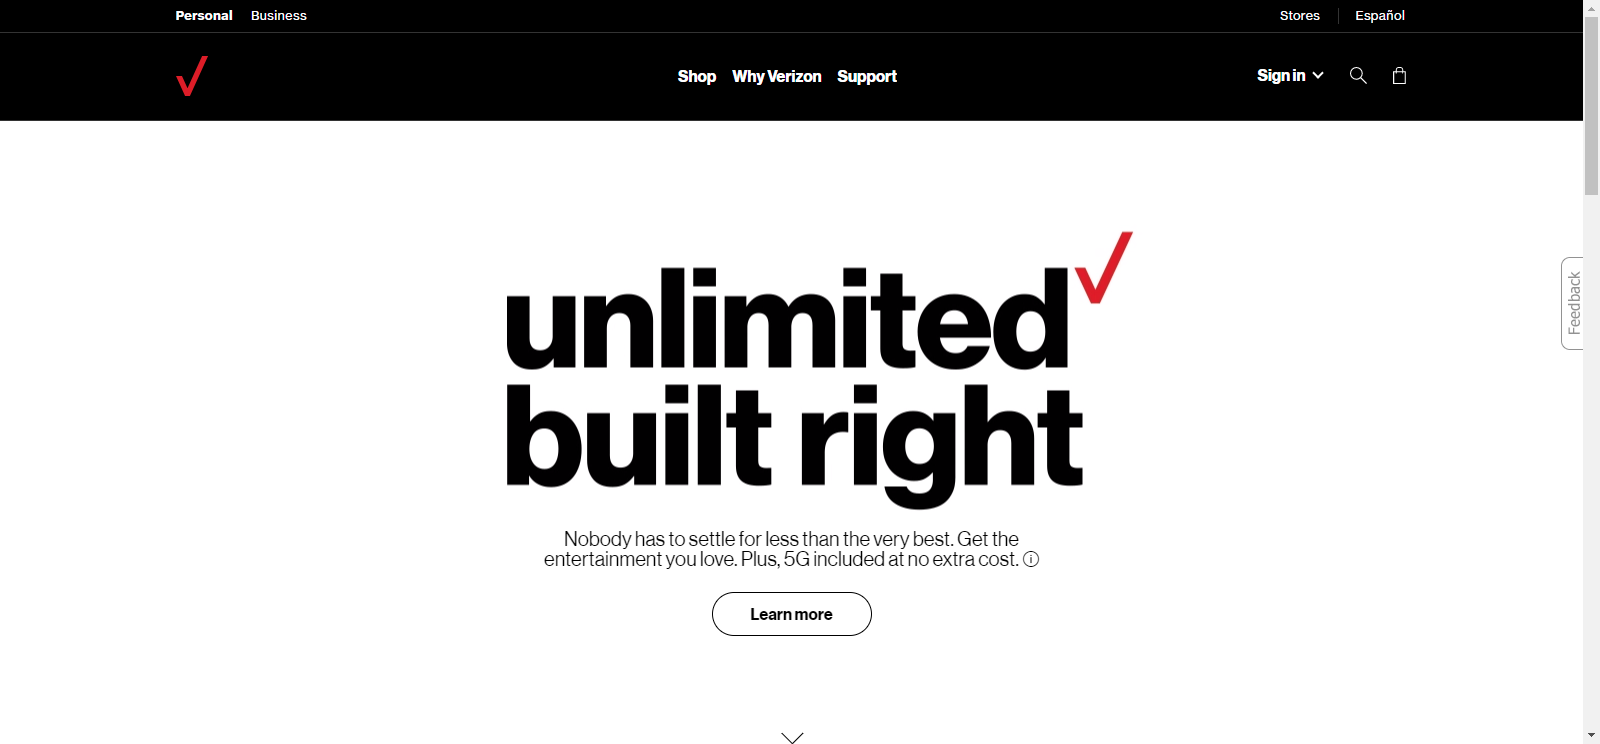 Personal Business Stores Español
Shop Why Verizon Support Sign in
unlimited
built right
Nobody has to settle for less than the very best. Get the
entertainment you love. Plus, 5G included at no extra cost. ⓘ
Learn more
Feedback